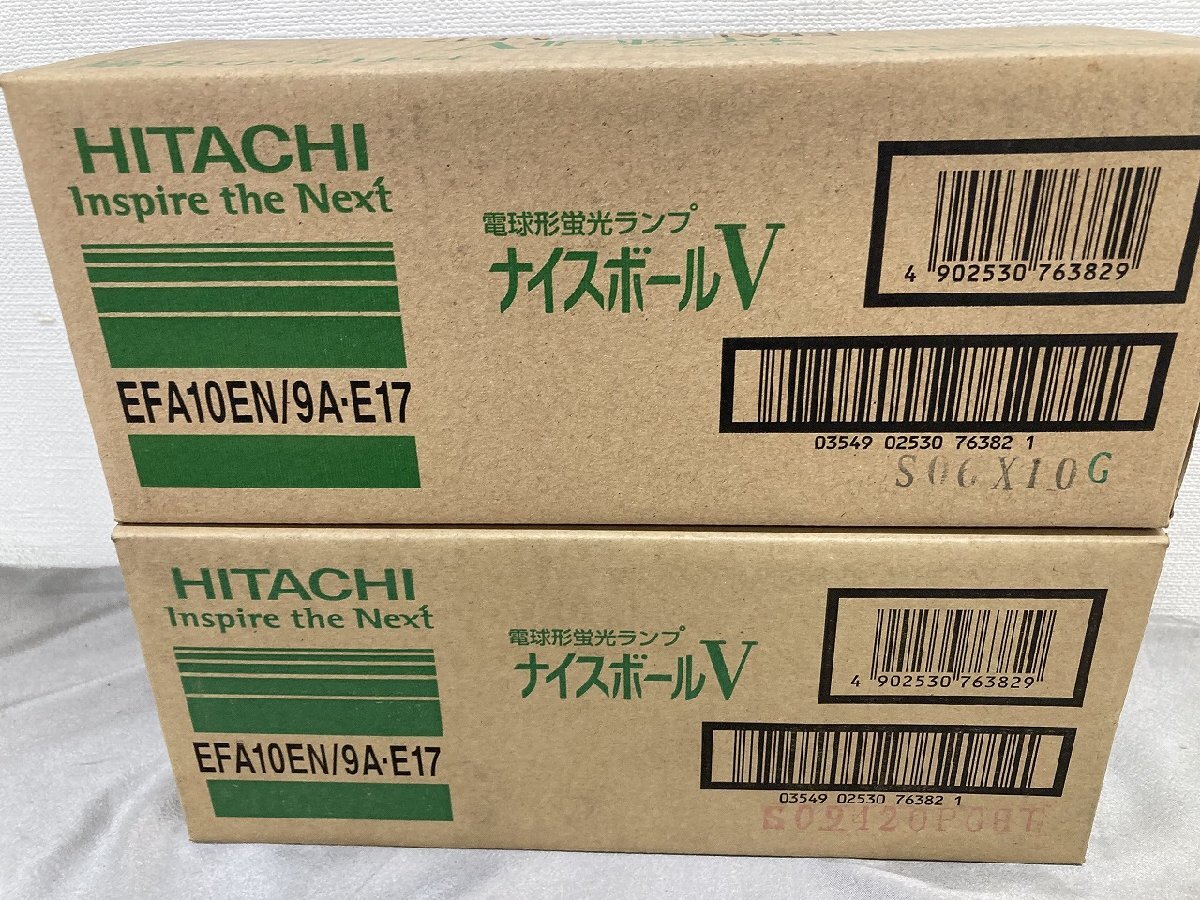 HITACHI
Inspire the Next
EFA10EN/9A·E17
電球形蛍光ランプ
ナイスボールV
4 902530 763829
03549 02530 76382 1
S06X10G
HITACHI
Inspire the Next
EFA10EN/9A·E17
電球形蛍光ランプ
ナイスボールV
4 902530 763829
03549 02530 76382 1